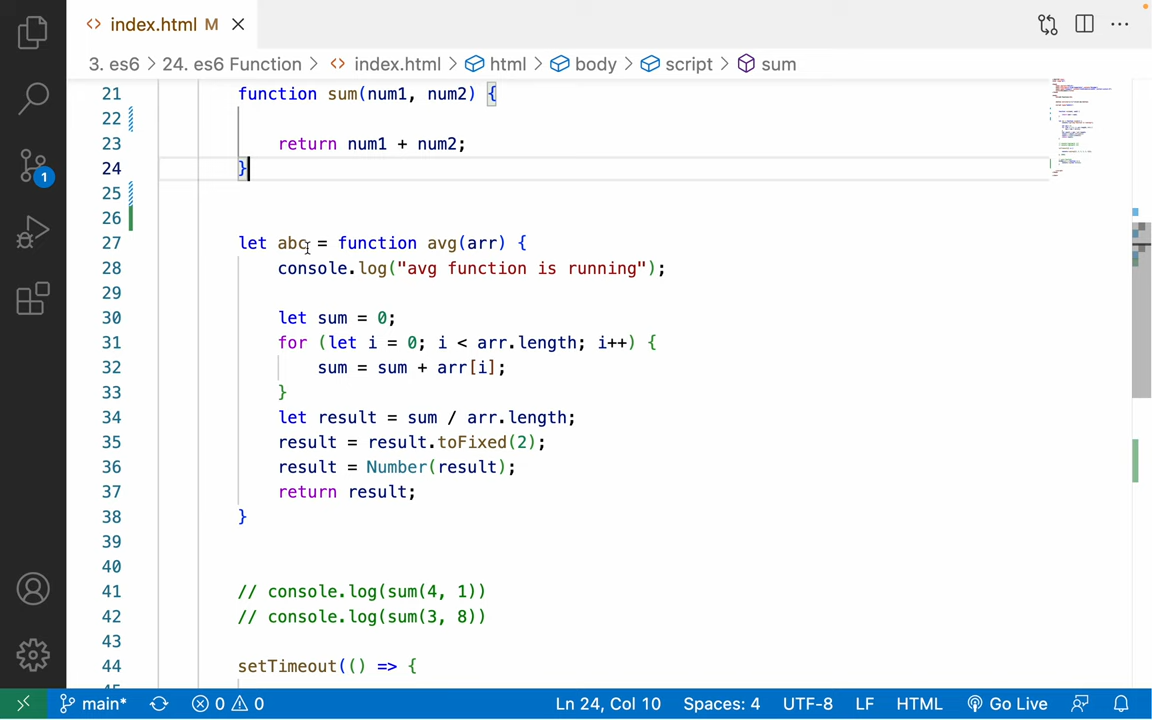 <> index.html M ×
3. es6 > 24. es6 Function > <> index.html > html > body > script > sum
21 function sum(num1, num2) {
22
23 return num1 + num2;
24 }
25
26
27 let abc = function avg(arr) {
28 console.log("avg function is running");
29
30 let sum = 0;
31 for (let i = 0; i < arr.length; i++) {
32 sum = sum + arr[i];
33 }
34 let result = sum / arr.length;
35 result = result.toFixed(2);
36 result = Number(result);
37 return result;
38 }
39
40
41 // console.log(sum(4, 1))
42 // console.log(sum(3, 8))
43
44 setTimeout(() => {
1
main* 0 0 Ln 24, Col 10 Spaces: 4 UTF-8 LF HTML Go Live